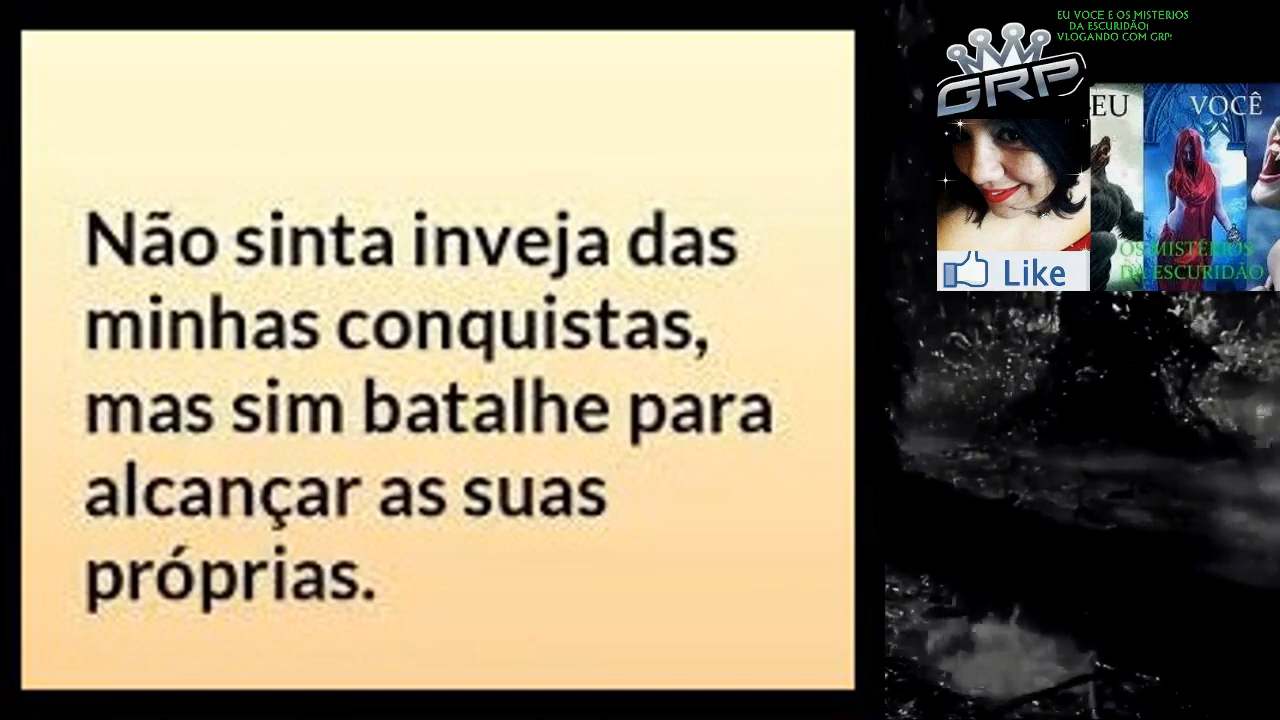 Não sinta inveja das
minhas conquistas,
mas sim batalhe para
alcançar as suas
próprias.
EU VOCE E OS MISTERIOS
DA ESCURIDÃO!
VLOGANDO COM GRP!
GRP
EU
VOCÊ
OS MISTÉRIOS
DA ESCURIDÃO
Like